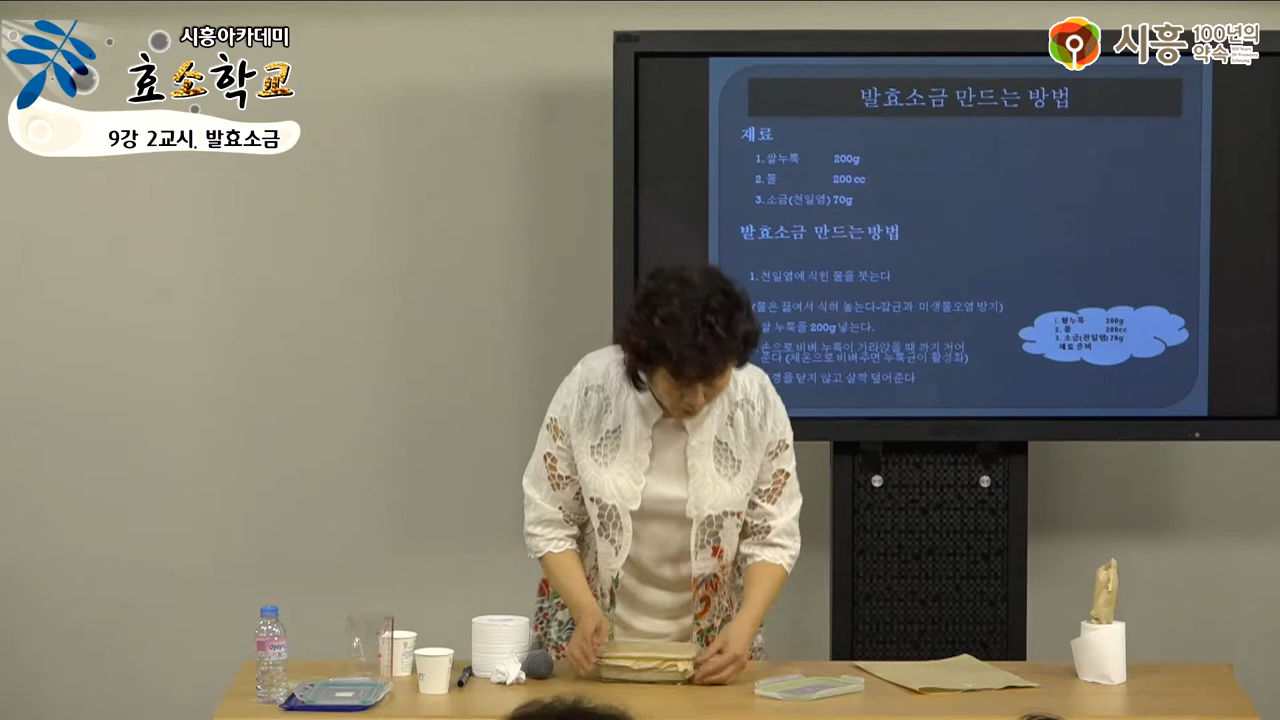 시흥아카데미
효소학교
9강 2교시. 발효소금
시흥 100년의 약속
발효소금 만드는 방법
재료
1. 쌀누룩 200g
2. 물 200 cc
3. 소금(천일염) 70g
발효소금 만드는 방법
1. 천일염에 식힌 물을 붓는다
(물은 끓여서 식혀 놓는다-잡균과 미생물오염 방지)
쌀 누룩을 200g 넣는다.
손으로 비벼 누룩이 가라앉을 때 까지 저어
준다 (체온으로 비벼주면 누룩균이 활성화)
닫지 않고 살짝 덮어준다
1. 쌀누룩 200g
2. 물 200cc
3. 소금(천일염) 70g
재료 준비